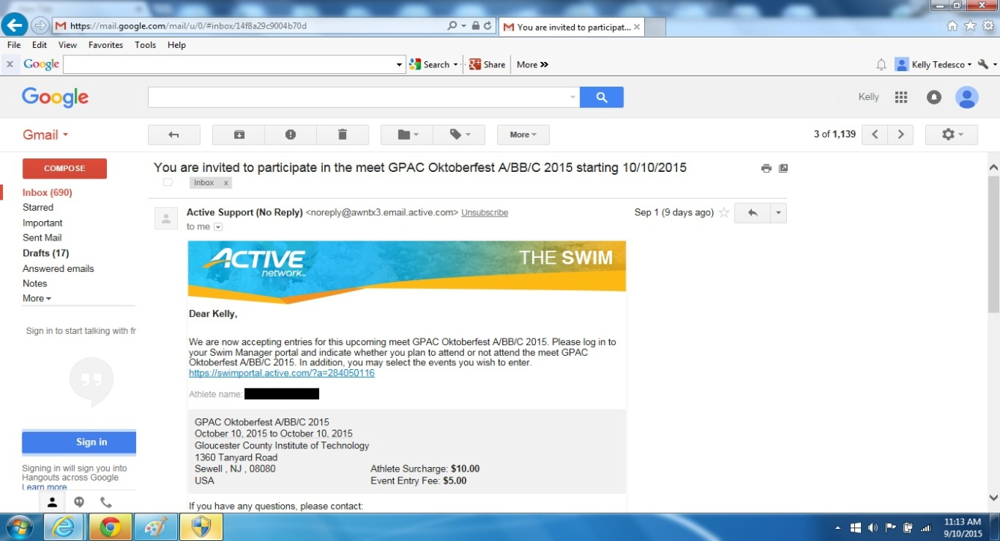 https://mail.google.com/mail/u/0/#inbox/14f8a29c9004b70d
You are invited to participat...
File Edit View Favorites Tools Help
x Google Search Share More »
Kelly Tedesco
Google
Kelly
Gmail
More
3 of 1,139
COMPOSE
Inbox (690)
Starred
Important
Sent Mail
Drafts (17)
Answered emails
Notes
More
Sign in to start talking with fr
Sign in
Signing in will sign you into
Hangouts across Google
Learn more
You are invited to participate in the meet GPAC Oktoberfest A/BB/C 2015 starting 10/10/2015
Inbox x
Active Support (No Reply) <noreply@awntx3.email.active.com> Unsubscribe
Sep 1 (9 days ago)
to me
ACTIVE
network
THE SWIM
Dear Kelly,
We are now accepting entries for this upcoming meet GPAC Oktoberfest A/BB/C 2015. Please log in to
your Swim Manager portal and indicate whether you plan to attend or not attend the meet GPAC
Oktoberfest A/BB/C 2015. In addition, you may select the events you wish to enter.
https://swimportal.active.com/?a=284050116
Athlete name:
GPAC Oktoberfest A/BB/C 2015
October 10, 2015 to October 10, 2015
Gloucester County Institute of Technology
1360 Tanyard Road
Sewell , NJ , 08080 Athlete Surcharge: $10.00
USA Event Entry Fee: $5.00
If you have any questions, please contact:
11:13 AM
9/10/2015